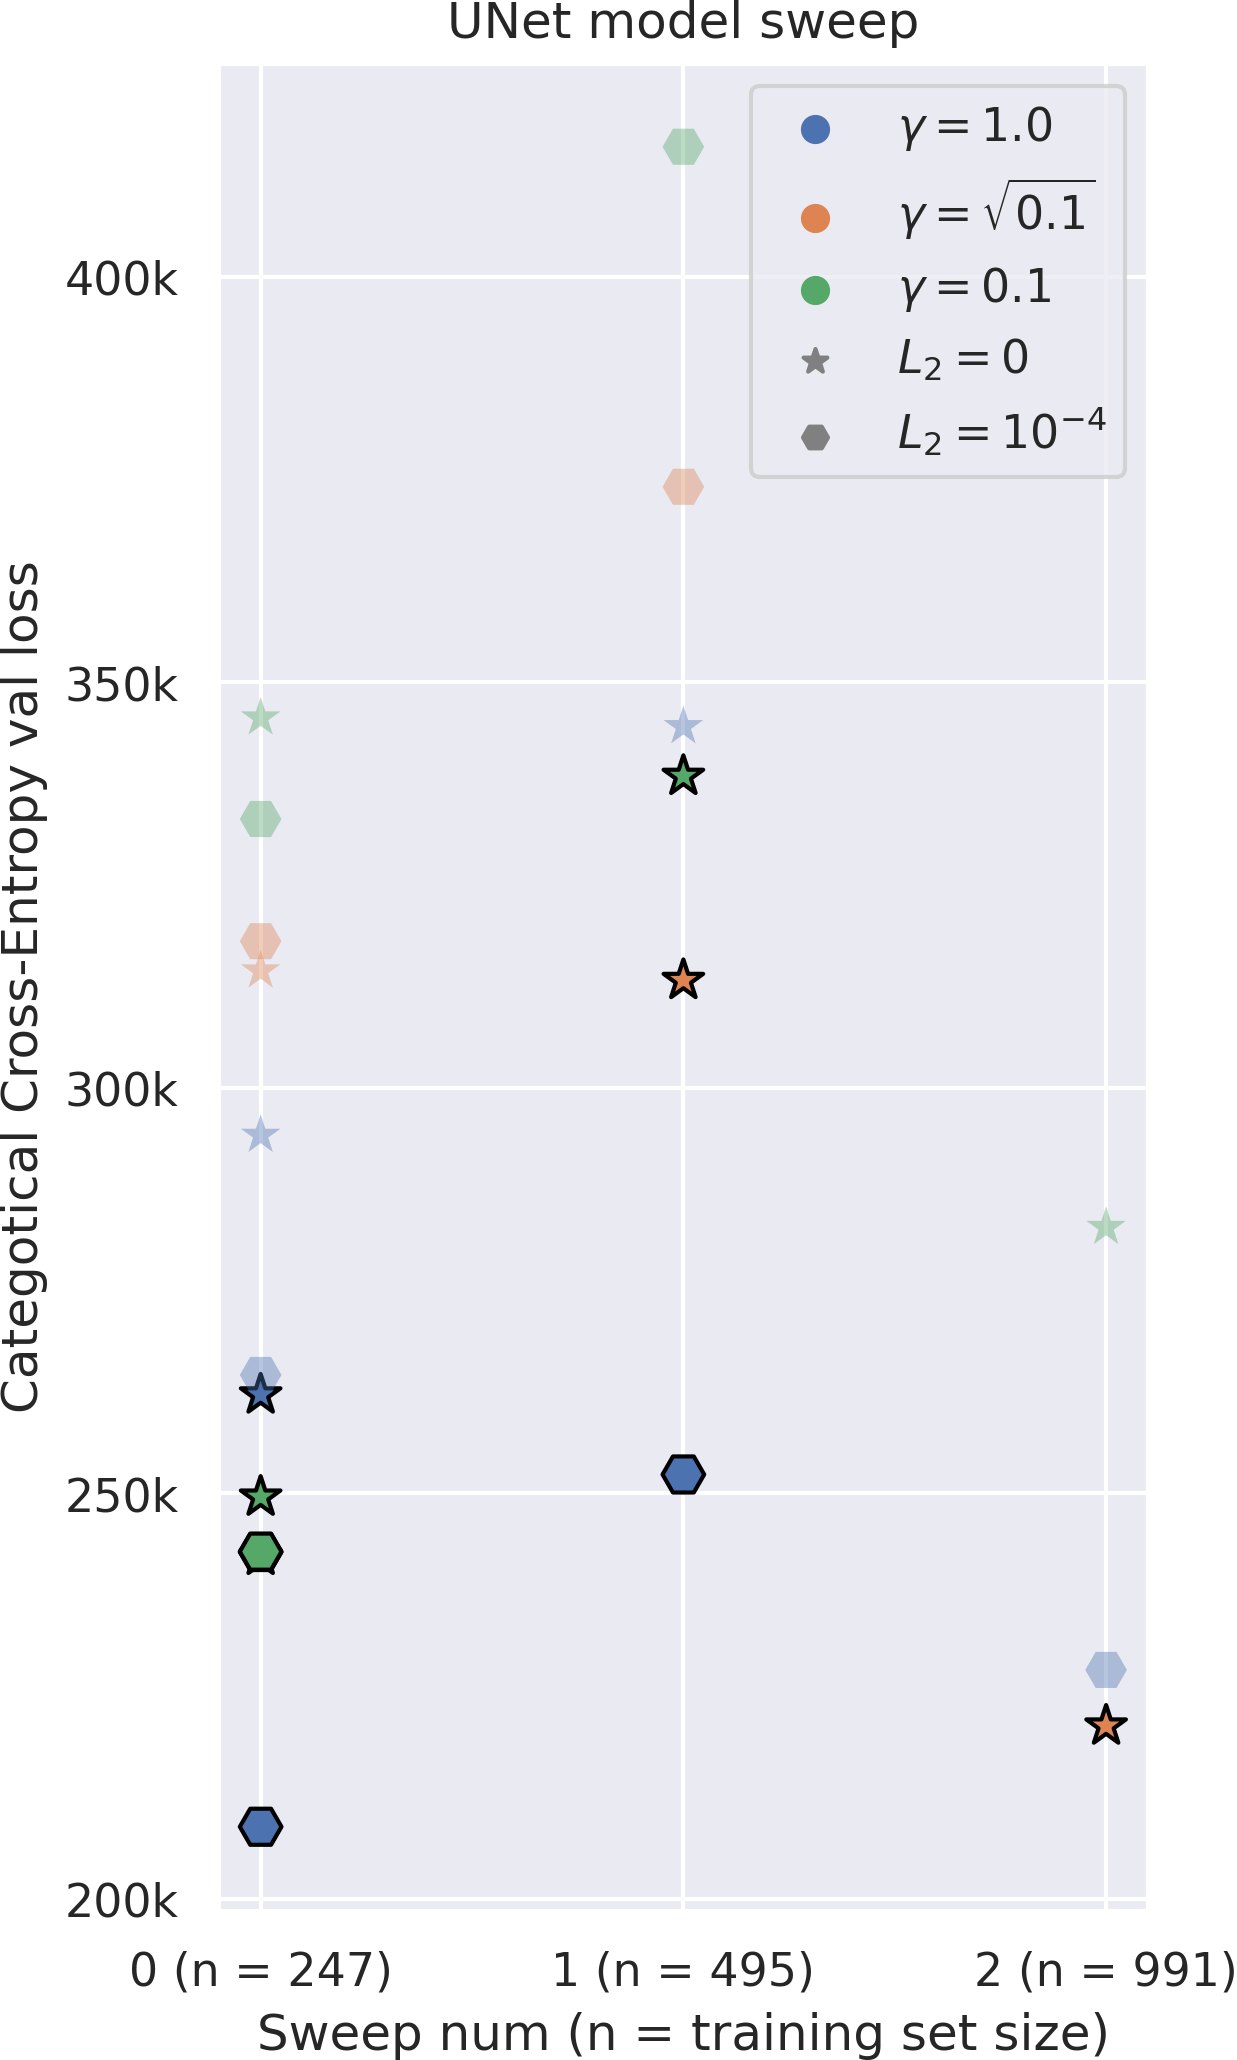 UNet model sweep
γ = 1.0
γ = √0.1
γ = 0.1
L₂ = 0
L₂ = 10⁻⁴
400k
350k
300k
250k
200k
Categotical Cross-Entropy val loss
0 (n = 247)
1 (n = 495)
2 (n = 991)
Sweep num (n = training set size)